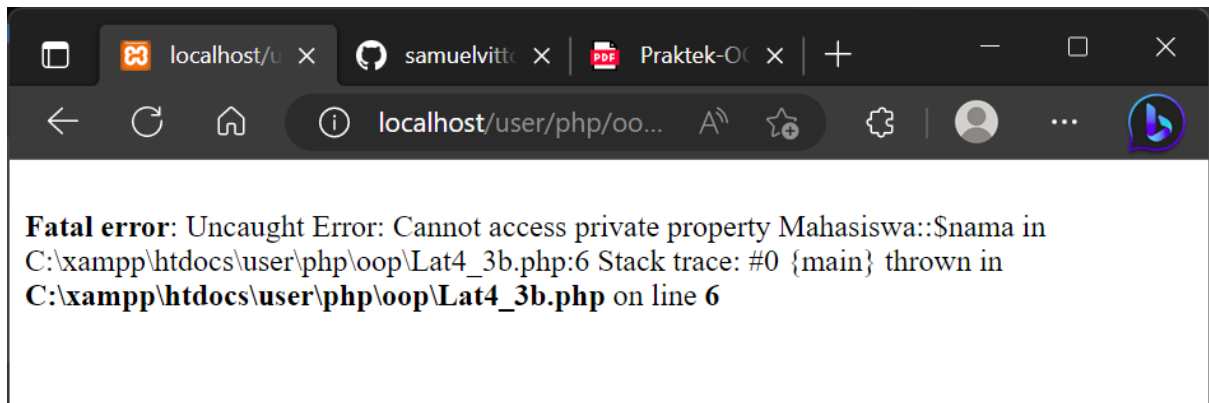 localhost/u
samuelvitto
PDF
Praktek-O
localhost/user/php/oo...
Fatal error: Uncaught Error: Cannot access private property Mahasiswa::$nama in
C:\xampp\htdocs\user\php\oop\Lat4_3b.php:6 Stack trace: #0 {main} thrown in
C:\xampp\htdocs\user\php\oop\Lat4_3b.php on line 6